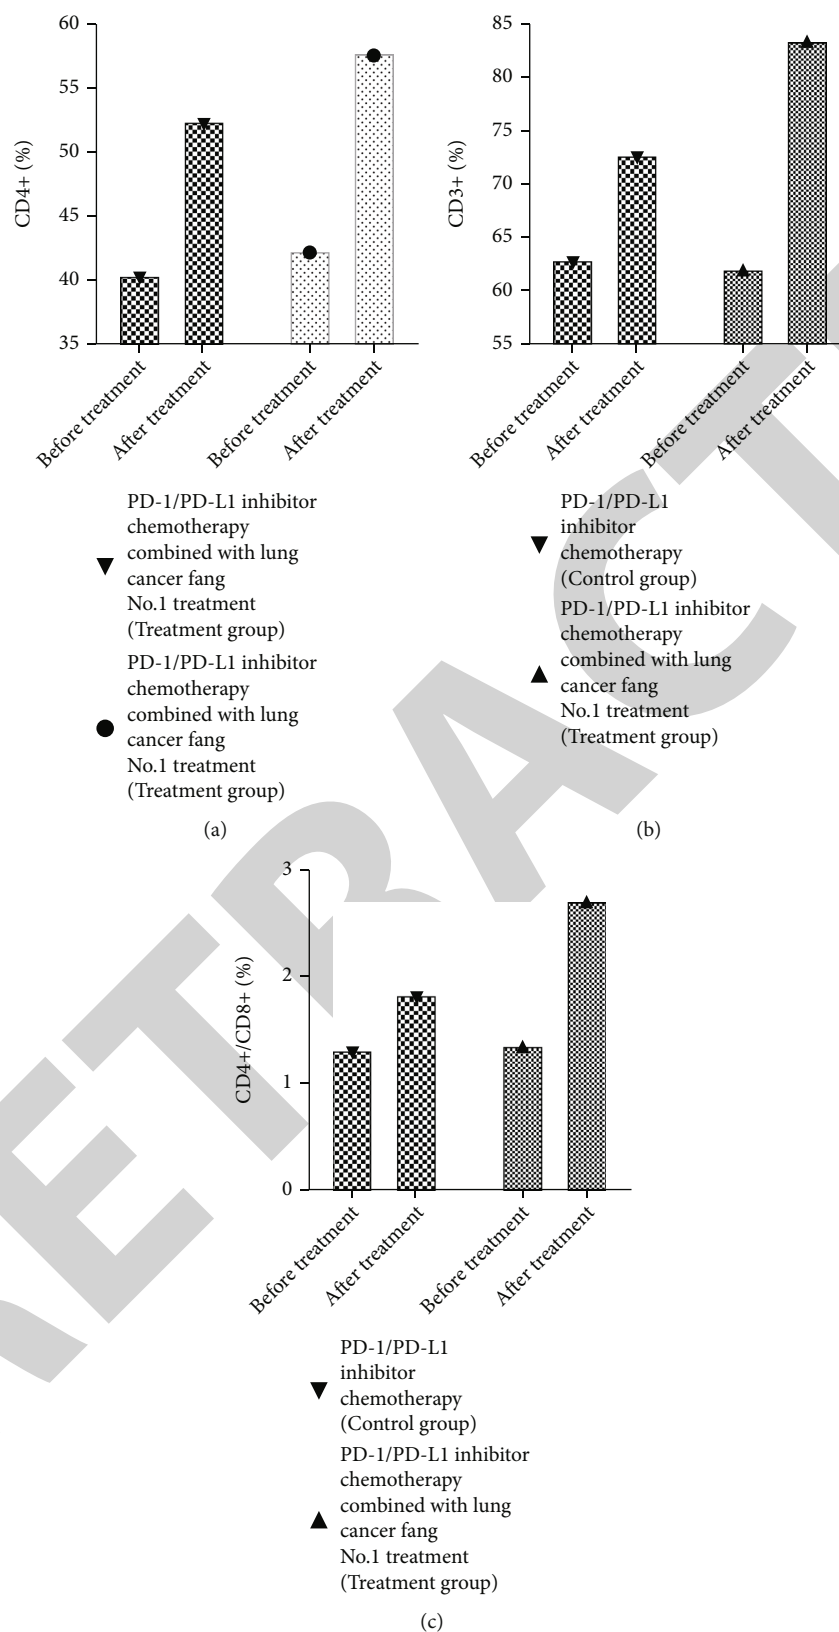 60
55
50
45
40
35
CD4+ (%)
Before treatment
After treatment
Before treatment
After treatment
PD-1/PD-L1 inhibitor
chemotherapy
combined with lung
cancer fang
No.1 treatment
(Treatment group)
PD-1/PD-L1 inhibitor
chemotherapy
combined with lung
cancer fang
No.1 treatment
(Treatment group)
(a)
85
80
75
70
65
60
55
CD3+ (%)
Before treatment
After treatment
Before treatment
After treatment
PD-1/PD-L1
inhibitor
chemotherapy
(Control group)
PD-1/PD-L1 inhibitor
chemotherapy
combined with lung
cancer fang
No.1 treatment
(Treatment group)
(b)
3
2
1
0
CD4+/CD8+ (%)
Before treatment
After treatment
Before treatment
After treatment
PD-1/PD-L1
inhibitor
chemotherapy
(Control group)
PD-1/PD-L1 inhibitor
chemotherapy
combined with lung
cancer fang
No.1 treatment
(Treatment group)
(c)
RETRACT